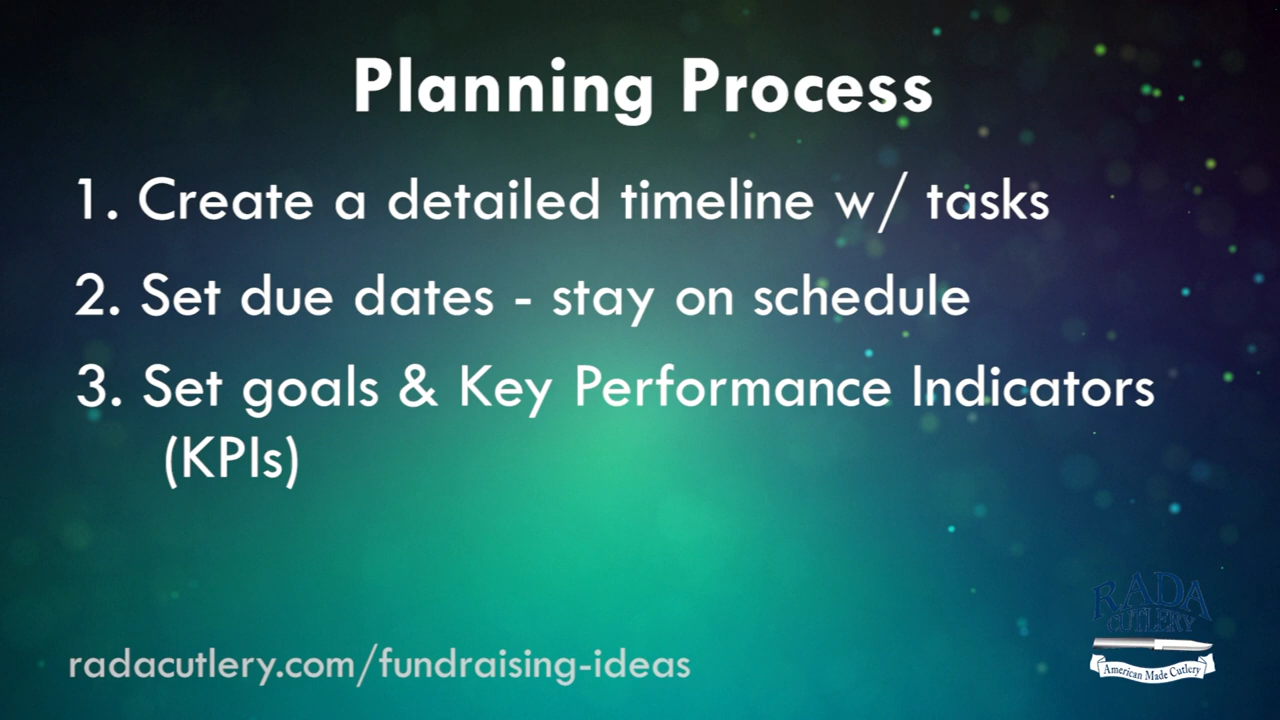 Planning Process
1. Create a detailed timeline w/ tasks
2. Set due dates - stay on schedule
3. Set goals & Key Performance Indicators
(KPIs)
radacutlery.com/fundraising-ideas
RADA
CUTLERY
American Made Cutlery